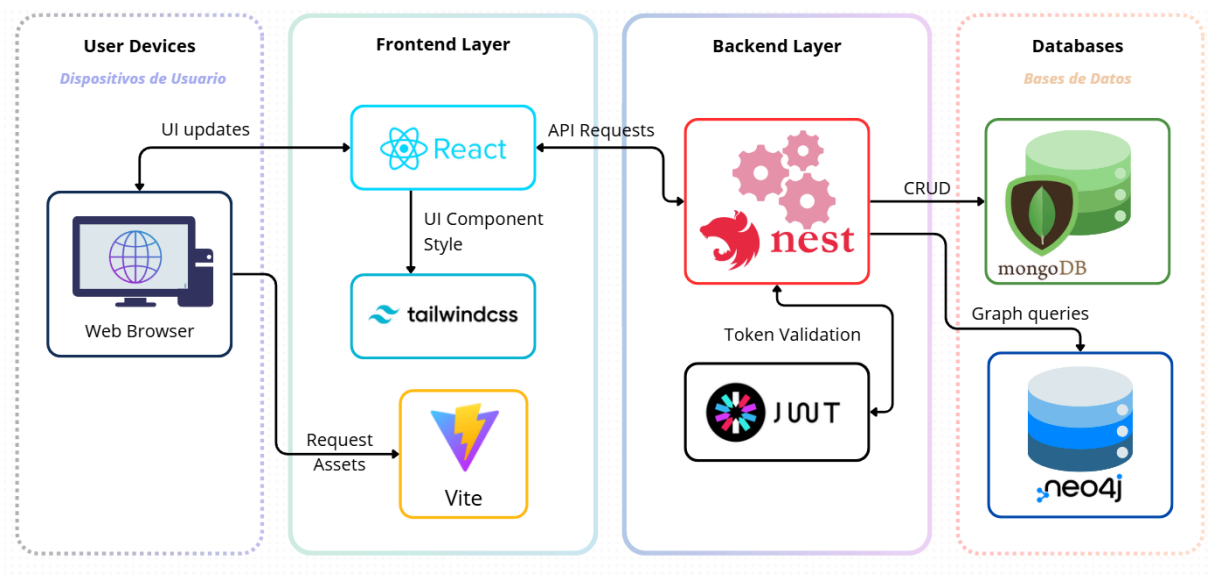 User Devices
Dispositivos de Usuario
UI updates
Web Browser
Frontend Layer
React
UI Component
Style
tailwindcss
Request
Assets
Vite
API Requests
Backend Layer
nest
Token Validation
JWT
CRUD
Graph queries
Databases
Bases de Datos
mongoDB
neo4j